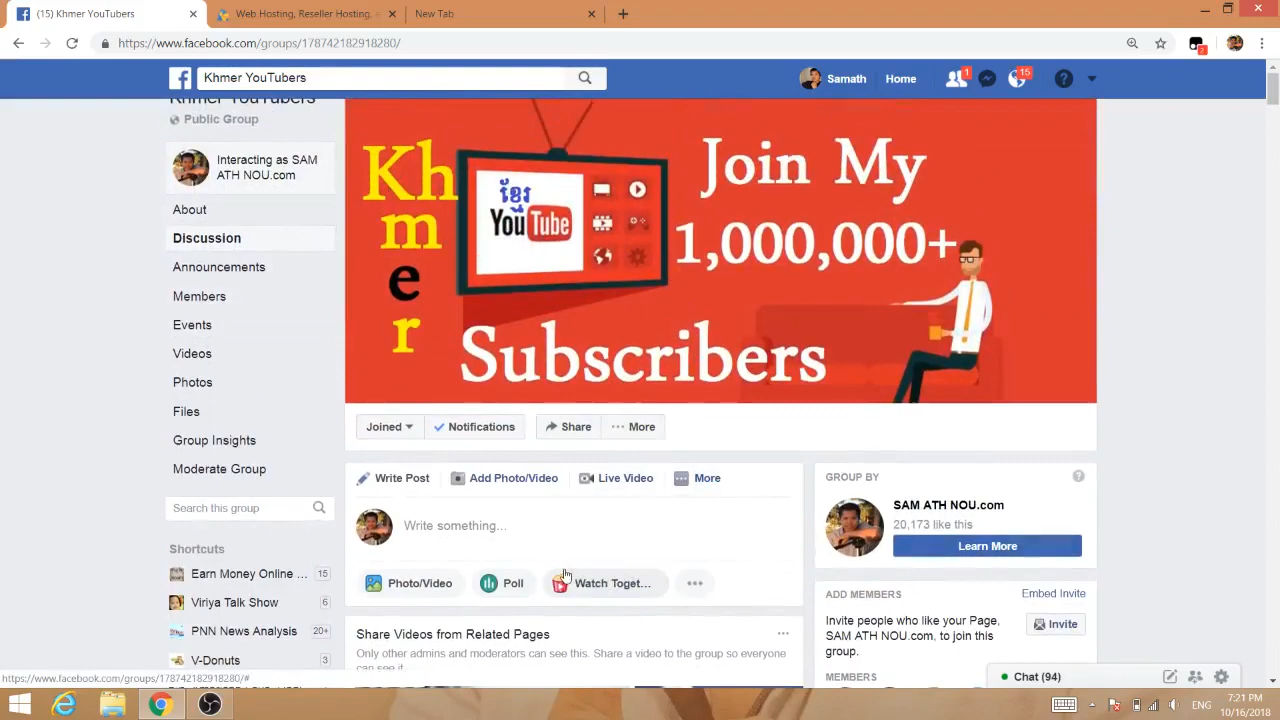 (15) Khmer YouTubers
Web Hosting, Reseller Hosting,
New Tab
https://www.facebook.com/groups/178742182918280/
Khmer YouTubers
Samath
Home
1
15
2
Khmer YouTubers
Public Group
Interacting as SAM
ATH NOU.com
About
Discussion
Announcements
Members
Events
Videos
Photos
Files
Group Insights
Moderate Group
Search this group
Shortcuts
Earn Money Online ... 15
Viriya Talk Show 6
PNN News Analysis 20+
V-Donuts 3
Kh
m
e
r
ខ្មែរ
YouTube
Join My
1,000,000+
Subscribers
Joined
Notifications
Share
More
Write Post
Add Photo/Video
Live Video
More
Write something...
Photo/Video
Poll
Watch Toget...
Share Videos from Related Pages
Only other admins and moderators can see this. Share a video to the group so everyone
can see it.
GROUP BY
SAM ATH NOU.com
20,173 like this
Learn More
ADD MEMBERS
Embed Invite
Invite people who like your Page,
SAM ATH NOU.com, to join this
group.
Invite
MEMBERS
Chat (94)
https://www.facebook.com/groups/178742182918280/#
ENG
7:21 PM
10/16/2018